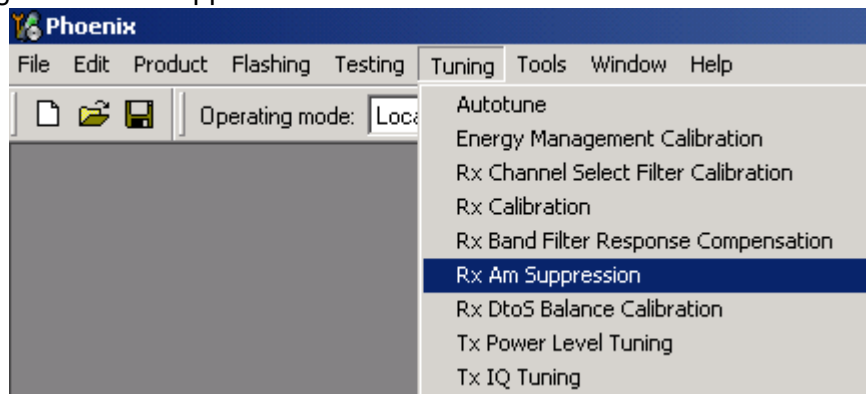 Phoenix
File Edit Product Flashing Testing Tuning Tools Window Help
Operating mode:
Autotune
Energy Management Calibration
Rx Channel Select Filter Calibration
Rx Calibration
Rx Band Filter Response Compensation
Rx Am Suppression
Rx DtoS Balance Calibration
Tx Power Level Tuning
Tx IQ Tuning